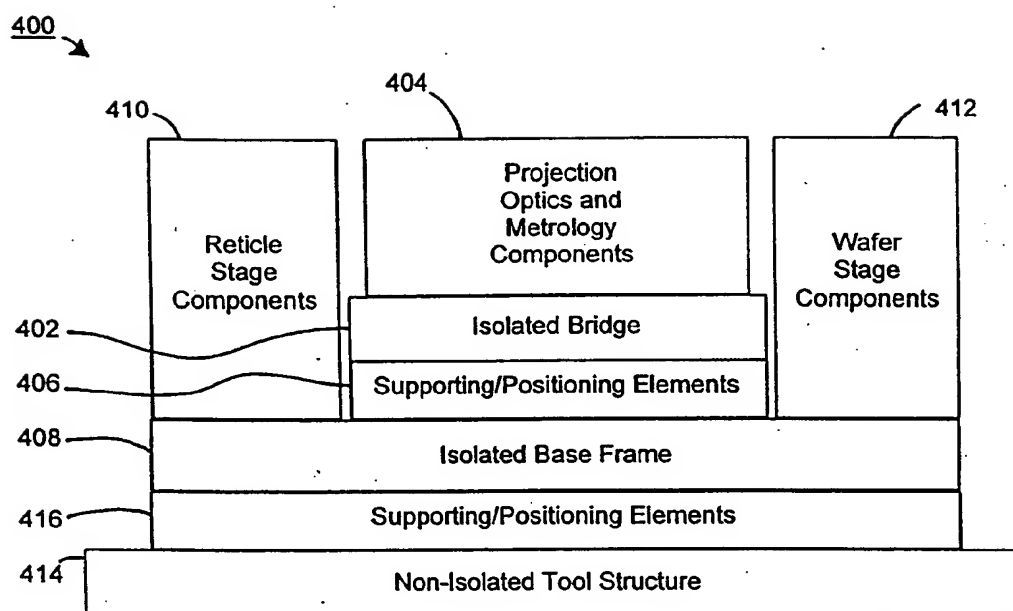 400
410
404
412
Projection
Optics and
Metrology
Components
Reticle
Stage
Components
Wafer
Stage
Components
402
Isolated Bridge
406
Supporting/Positioning Elements
408
Isolated Base Frame
416
Supporting/Positioning Elements
414
Non-Isolated Tool Structure